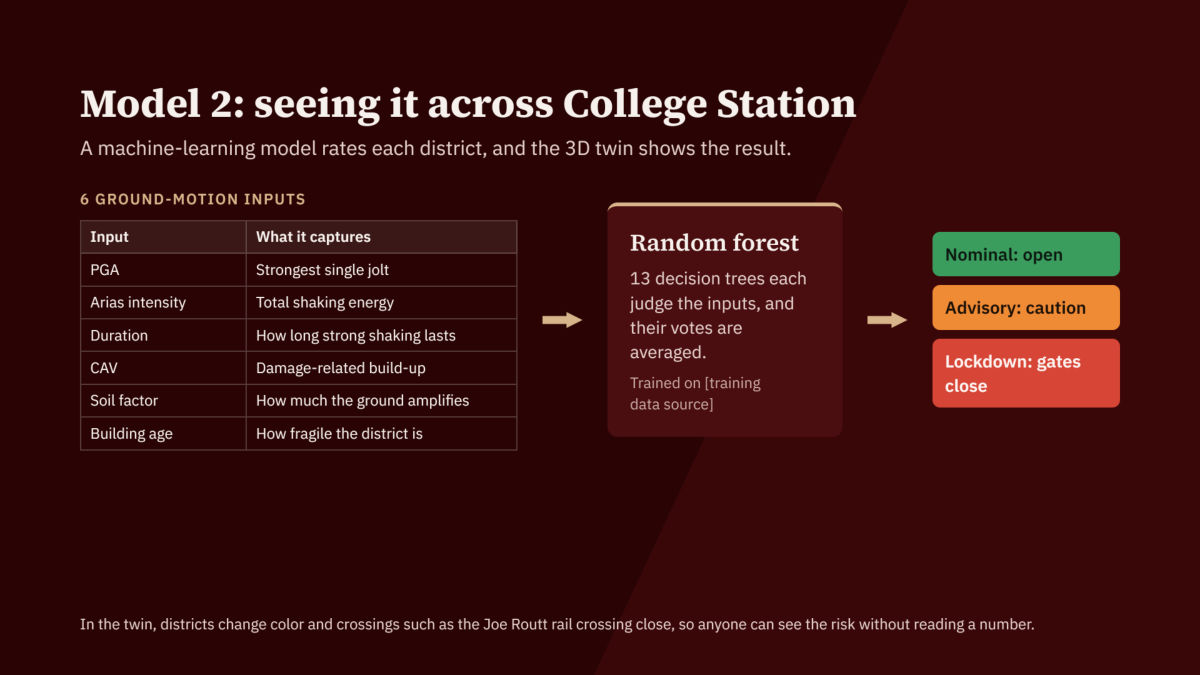 Model 2: seeing it across College Station
A machine-learning model rates each district, and the 3D twin shows the result.
6 GROUND-MOTION INPUTS
Input What it captures
PGA Strongest single jolt
Arias intensity Total shaking energy
Duration How long strong shaking lasts
CAV Damage-related build-up
Soil factor How much the ground amplifies
Building age How fragile the district is
Random forest
13 decision trees each
judge the inputs, and
their votes are
averaged.
Trained on [training
data source]
Nominal: open
Advisory: caution
Lockdown: gates
close
In the twin, districts change color and crossings such as the Joe Routt rail crossing close, so anyone can see the risk without reading a number.